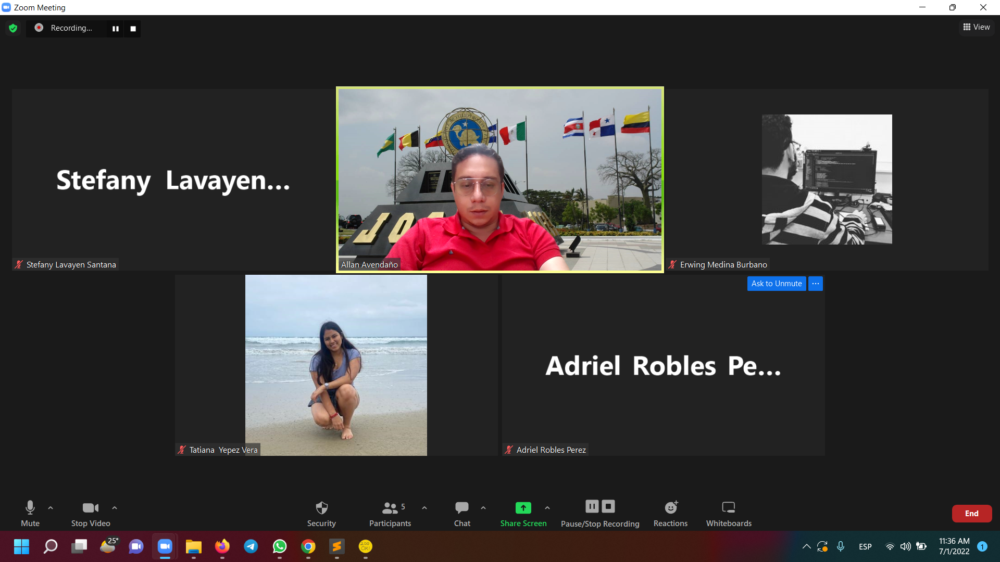 Zoom Meeting
Recording...
View
Stefany Lavayen...
Stefany Lavayen Santana
JO
Allan Avendaño
Erwing Medina Burbano
Ask to Unmute
Adriel Robles Pe...
Tatiana Yepez Vera
Adriel Robles Perez
Mute
Stop Video
Security
5
Participants
Chat
Share Screen
Pause/Stop Recording
Reactions
Whiteboards
End
25°
ESP
11:36 AM
7/1/2022
1